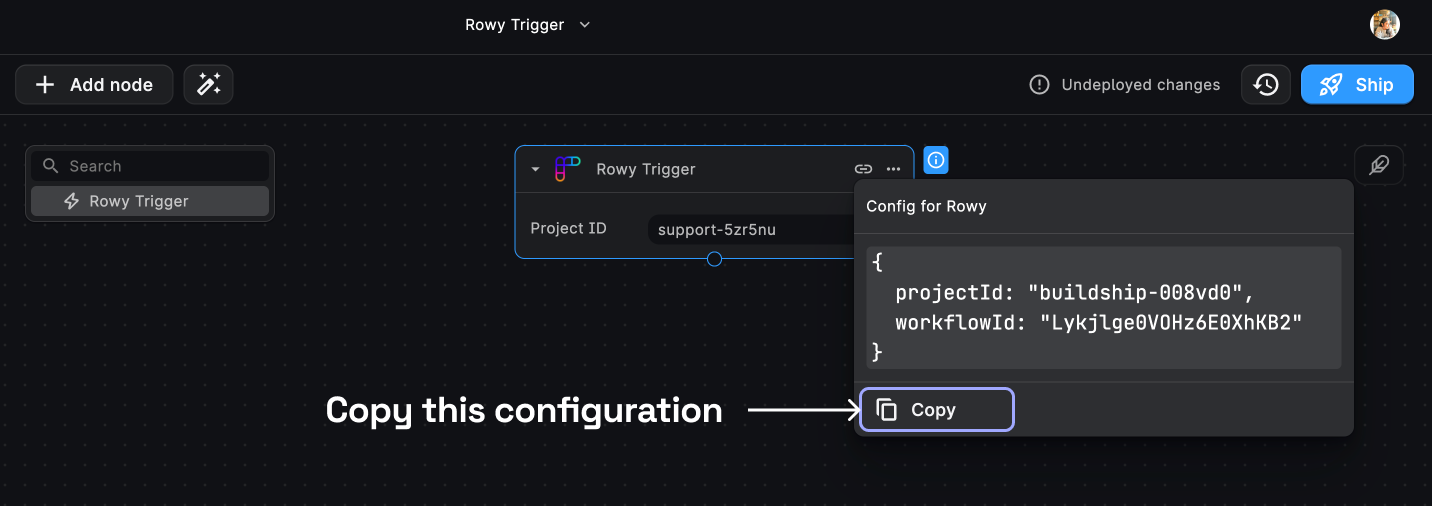 Rowy Trigger
Add node
Undeployed changes
Ship
Search
Rowy Trigger
Rowy Trigger
Project ID
support-5zr5nu
Config for Rowy
{
projectId: "buildship-008vd0",
workflowId: "Lykjlge0VOHz6E0XhKB2"
}
Copy this configuration
Copy